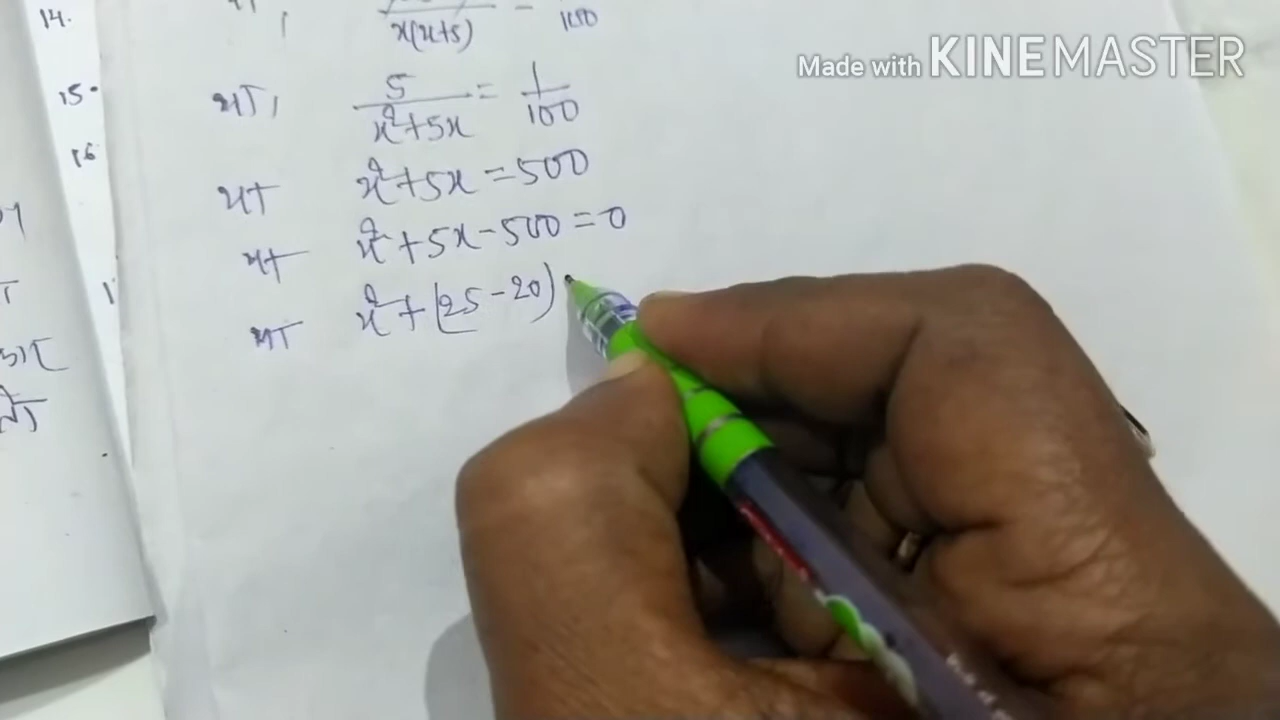 Made with KINEMASTER
14.
x(x+5)
100
15.
या, 5/x²+5x = 1/100
16
या x²+5x=500
या x²+5x-500=0
या x²+(25-20)